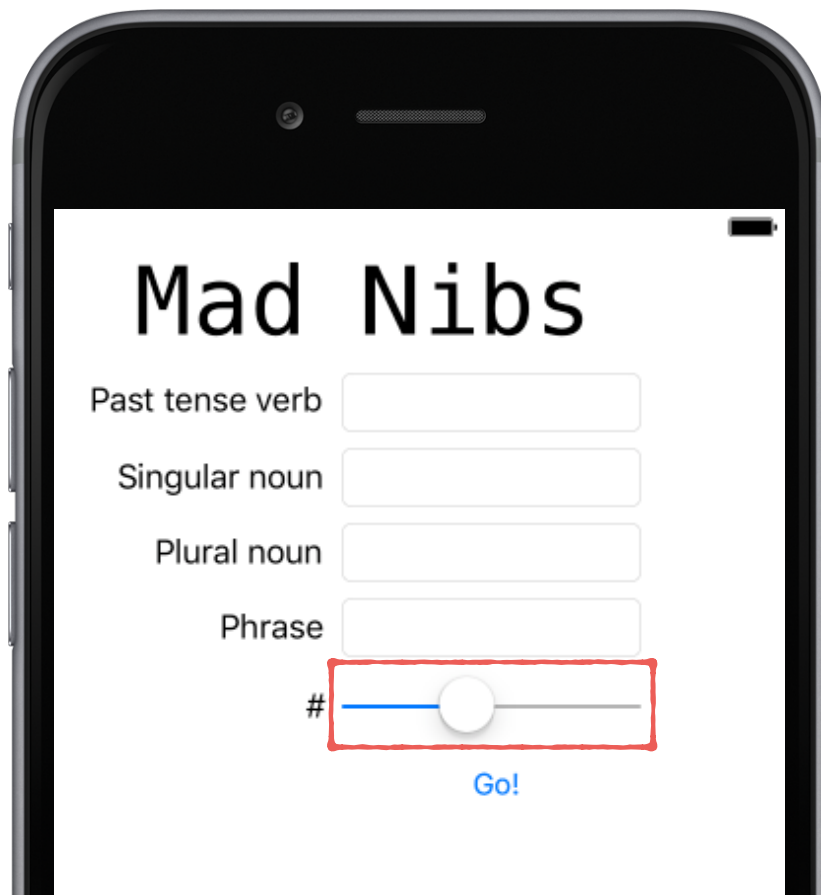 Mad Nibs
Past tense verb
Singular noun
Plural noun
Phrase
#
Go!